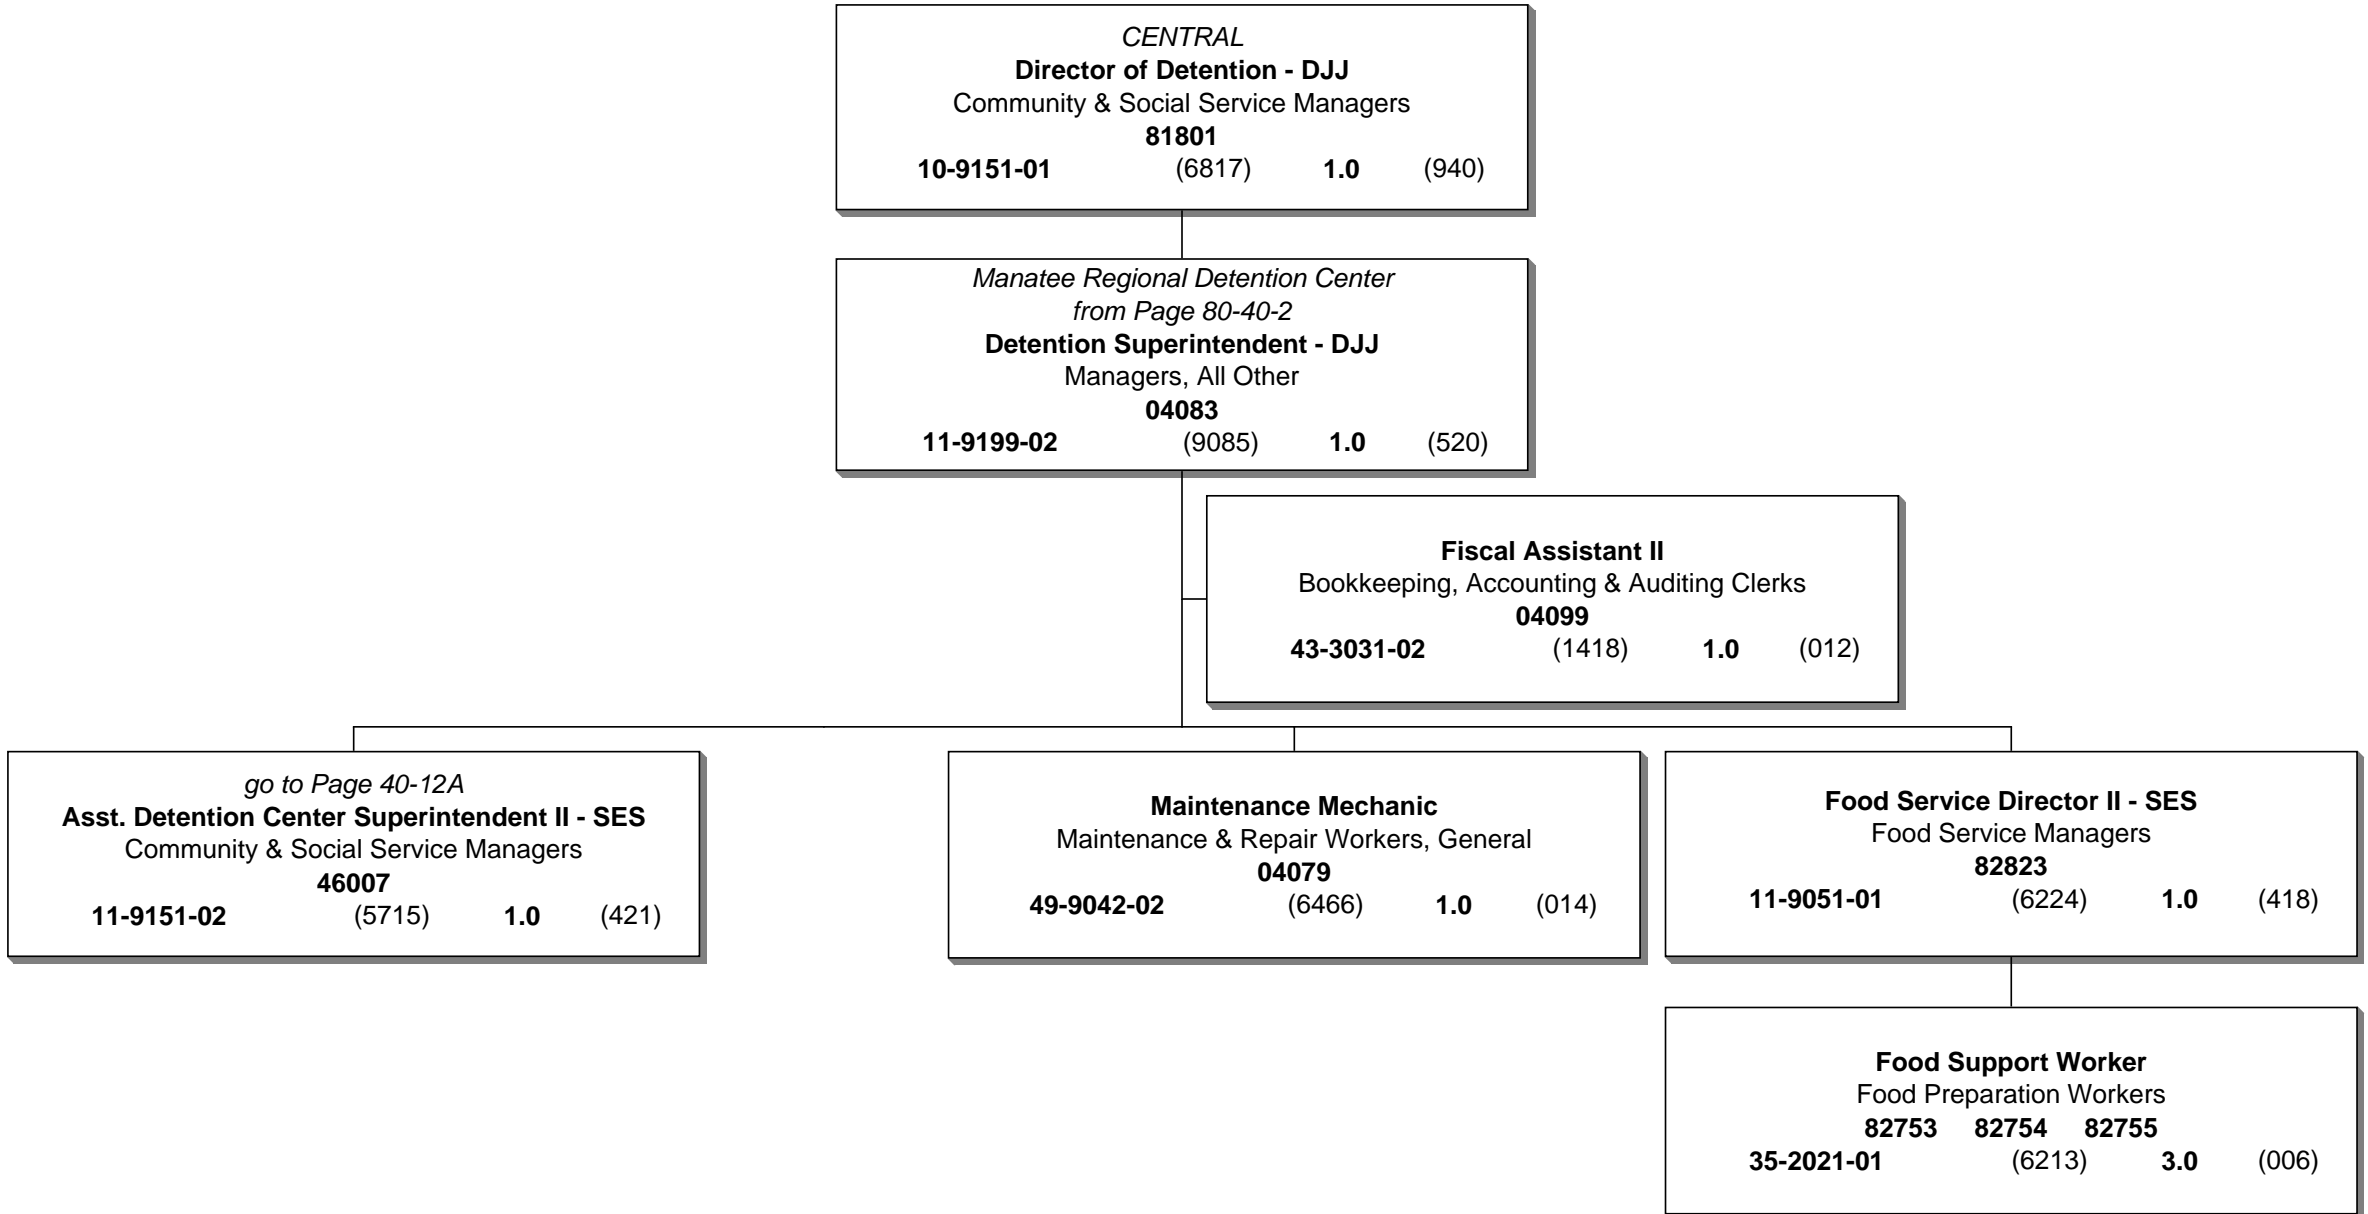 CENTRAL
Director of Detention - DJJ
Community & Social Service Managers
81801
10-9151-01 (6817) 1.0 (940)
Manatee Regional Detention Center
from Page 80-40-2
Detention Superintendent - DJJ
Managers, All Other
04083
11-9199-02 (9085) 1.0 (520)
Fiscal Assistant II
Bookkeeping, Accounting & Auditing Clerks
04099
43-3031-02 (1418) 1.0 (012)
go to Page 40-12A
Asst. Detention Center Superintendent II - SES
Community & Social Service Managers
46007
11-9151-02 (5715) 1.0 (421)
Maintenance Mechanic
Maintenance & Repair Workers, General
04079
49-9042-02 (6466) 1.0 (014)
Food Service Director II - SES
Food Service Managers
82823
11-9051-01 (6224) 1.0 (418)
Food Support Worker
Food Preparation Workers
82753 82754 82755
35-2021-01 (6213) 3.0 (006)